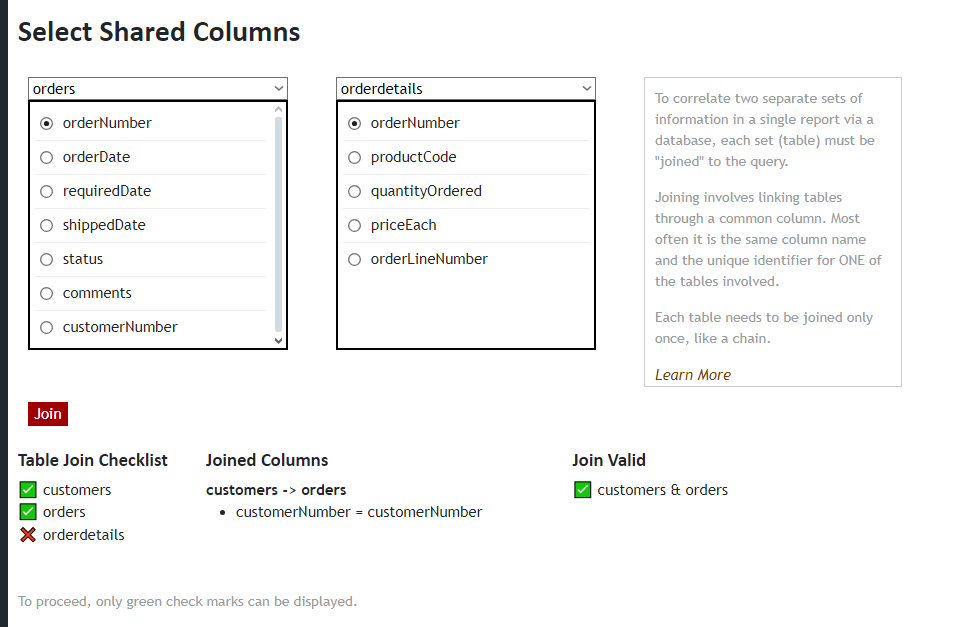 Select Shared Columns
orders
orderNumber
orderDate
requiredDate
shippedDate
status
comments
customerNumber
orderdetails
orderNumber
productCode
quantityOrdered
priceEach
orderLineNumber
To correlate two separate sets of
information in a single report via a
database, each set (table) must be
"joined" to the query.
Joining involves linking tables
through a common column. Most
often it is the same column name
and the unique identifier for ONE of
the tables involved.
Each table needs to be joined only
once, like a chain.
Learn More
Join
Table Join Checklist
customers
orders
orderdetails
Joined Columns
customers -> orders
• customerNumber = customerNumber
Join Valid
customers & orders
To proceed, only green check marks can be displayed.